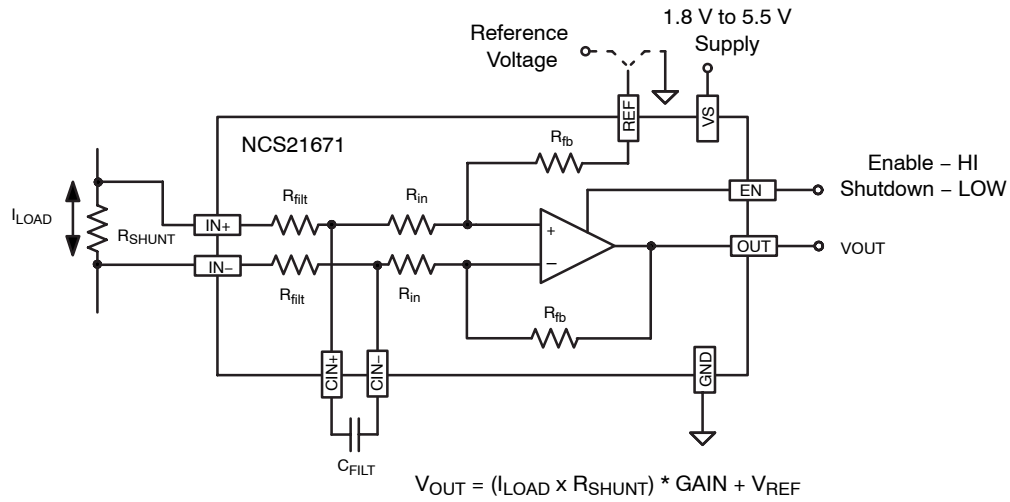 Reference
Voltage
1.8 V to 5.5 V
Supply
REF
VS
NCS21671
Rfb
Enable – HI
Shutdown – LOW
EN
ILOAD
RSHUNT
IN+
Rfilt
Rin
+
OUT
VOUT
IN–
–
Rfilt
Rin
Rfb
CIN+
CIN–
GND
CFILT
VOUT = (ILOAD x RSHUNT) * GAIN + VREF